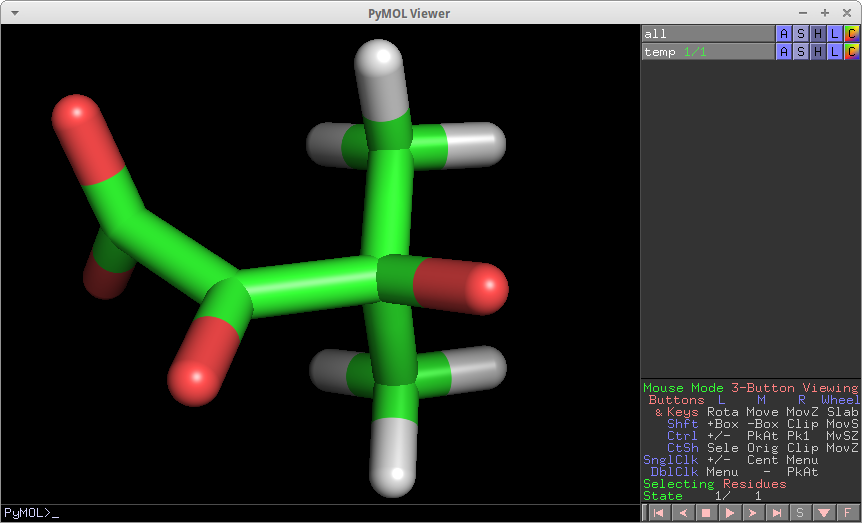 PyMOL Viewer
all A S H L C
temp 1/1 A S H L C
Mouse Mode 3-Button Viewing
Buttons L M R Wheel
& Keys Rota Move MovZ Slab
Shft +Box -Box Clip MovS
Ctrl +/- PkAt Pk1 MvSZ
CtSh Sele Orig Clip MovZ
SnglClk +/- Cent Menu
DblClk Menu - PkAt
Selecting Residues
State 1/ 1
PyMOL>_ S F